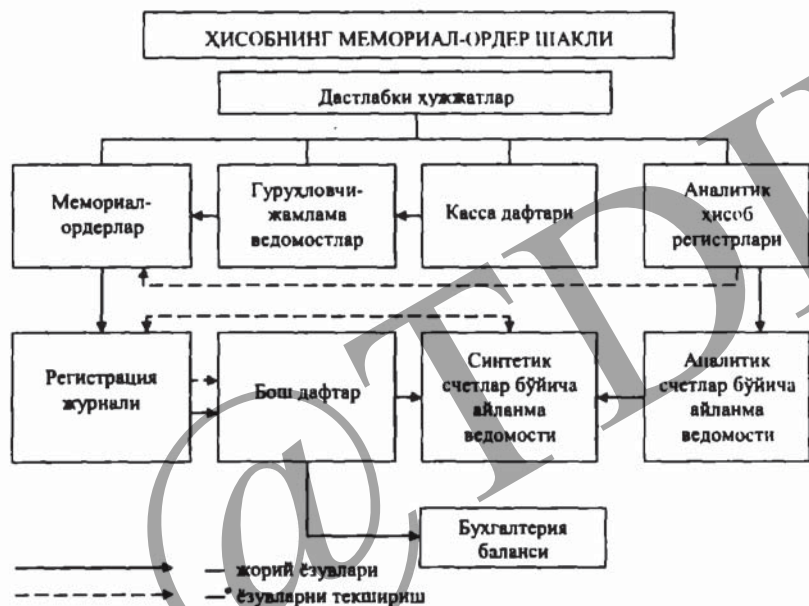 ҲИСОБНИНГ МЕМОРИАЛ-ОРДЕР ШАКЛИ
Дастлабки ҳужжатлар
Мемориал-
ордерлар
Гуруҳловчи-
жамлама
ведомостлар
Касса дафтари
Аналитик
ҳисоб
регистрлари
Регистрация
журнали
Бош дафтар
Синтетик
счетлар бўйича
айланма
ведомости
Аналитик
счетлар бўйича
айланма
ведомости
Бухгалтерия
баланси
— жорий ёзувлари
— ёзувларни текшириш
@TDI